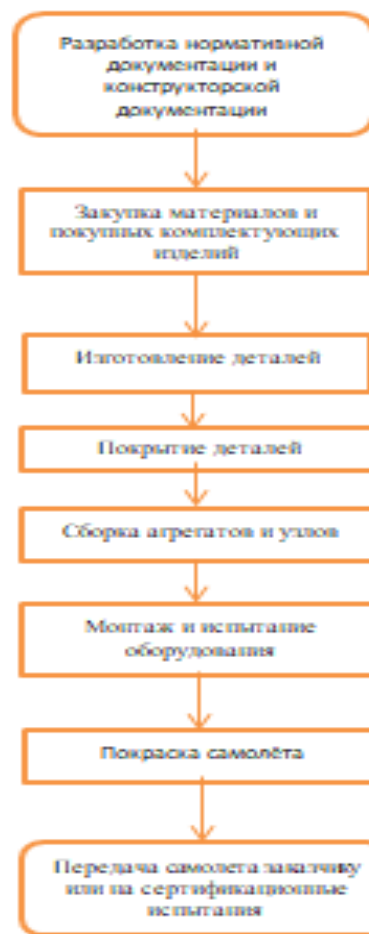 Разработка нормативной
документации и
конструкторской
документации
Закупка материалов и
покупных комплектующих
изделий
Изготовление деталей
Покрытие деталей
Сборка агрегатов и узлов
Монтаж и испытание
оборудования
Покраска самолёта
Передача самолета заказчику
или на сертификационные
испытания